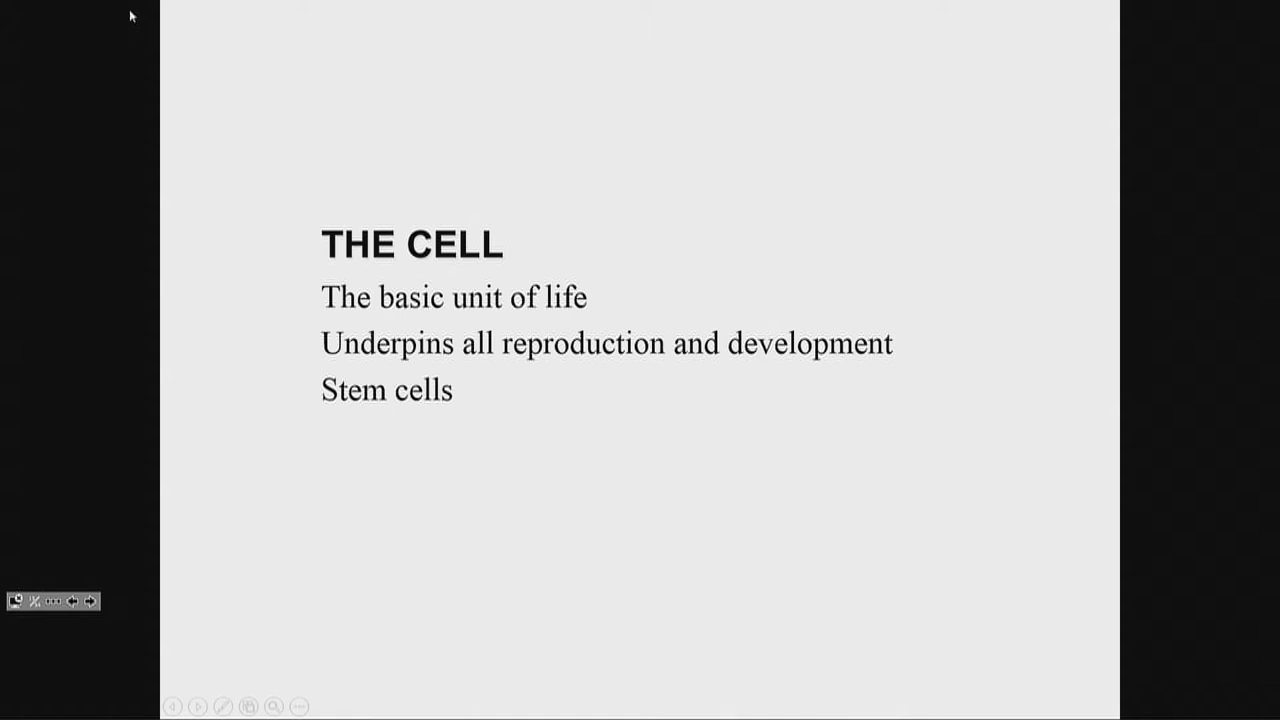 THE CELL
The basic unit of life
Underpins all reproduction and development
Stem cells